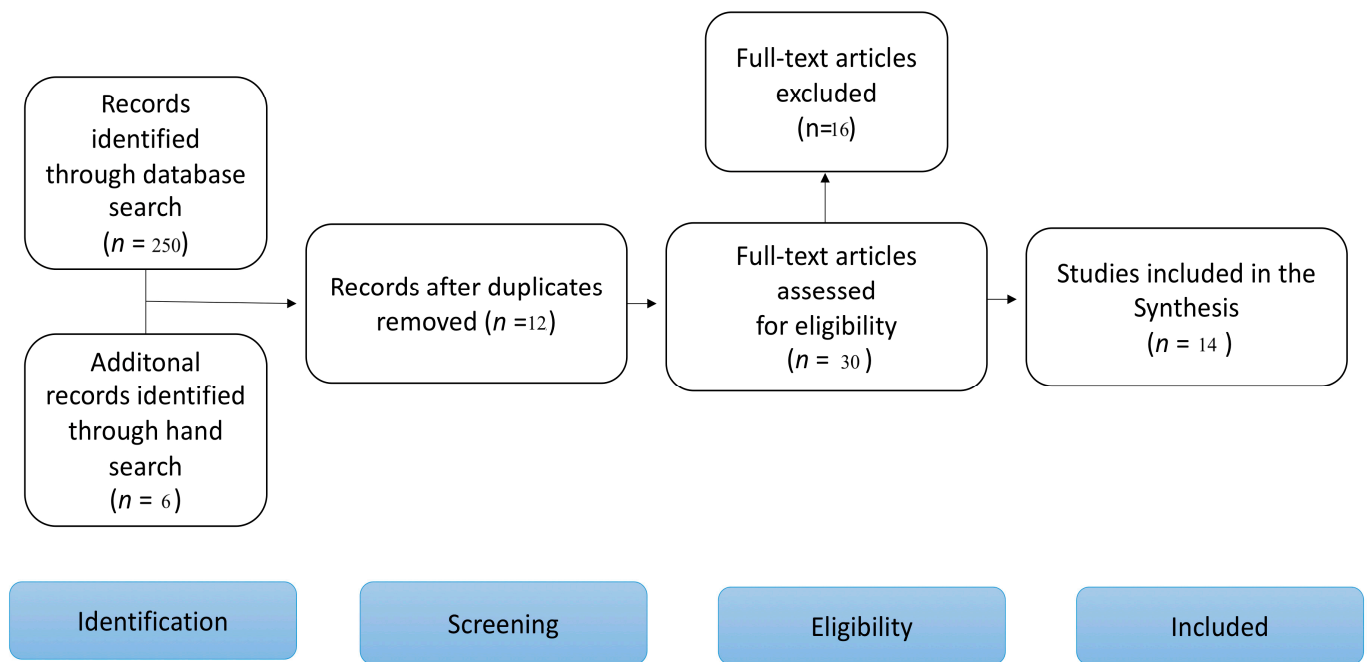 Records
identified
through database
search
(n = 250)
Additonal
records identified
through hand
search
(n = 6)
Records after duplicates
removed (n =12)
Full-text articles
excluded
(n=16)
Full-text articles
assessed
for eligibility
(n = 30 )
Studies included in the
Synthesis
(n = 14 )
Identification
Screening
Eligibility
Included